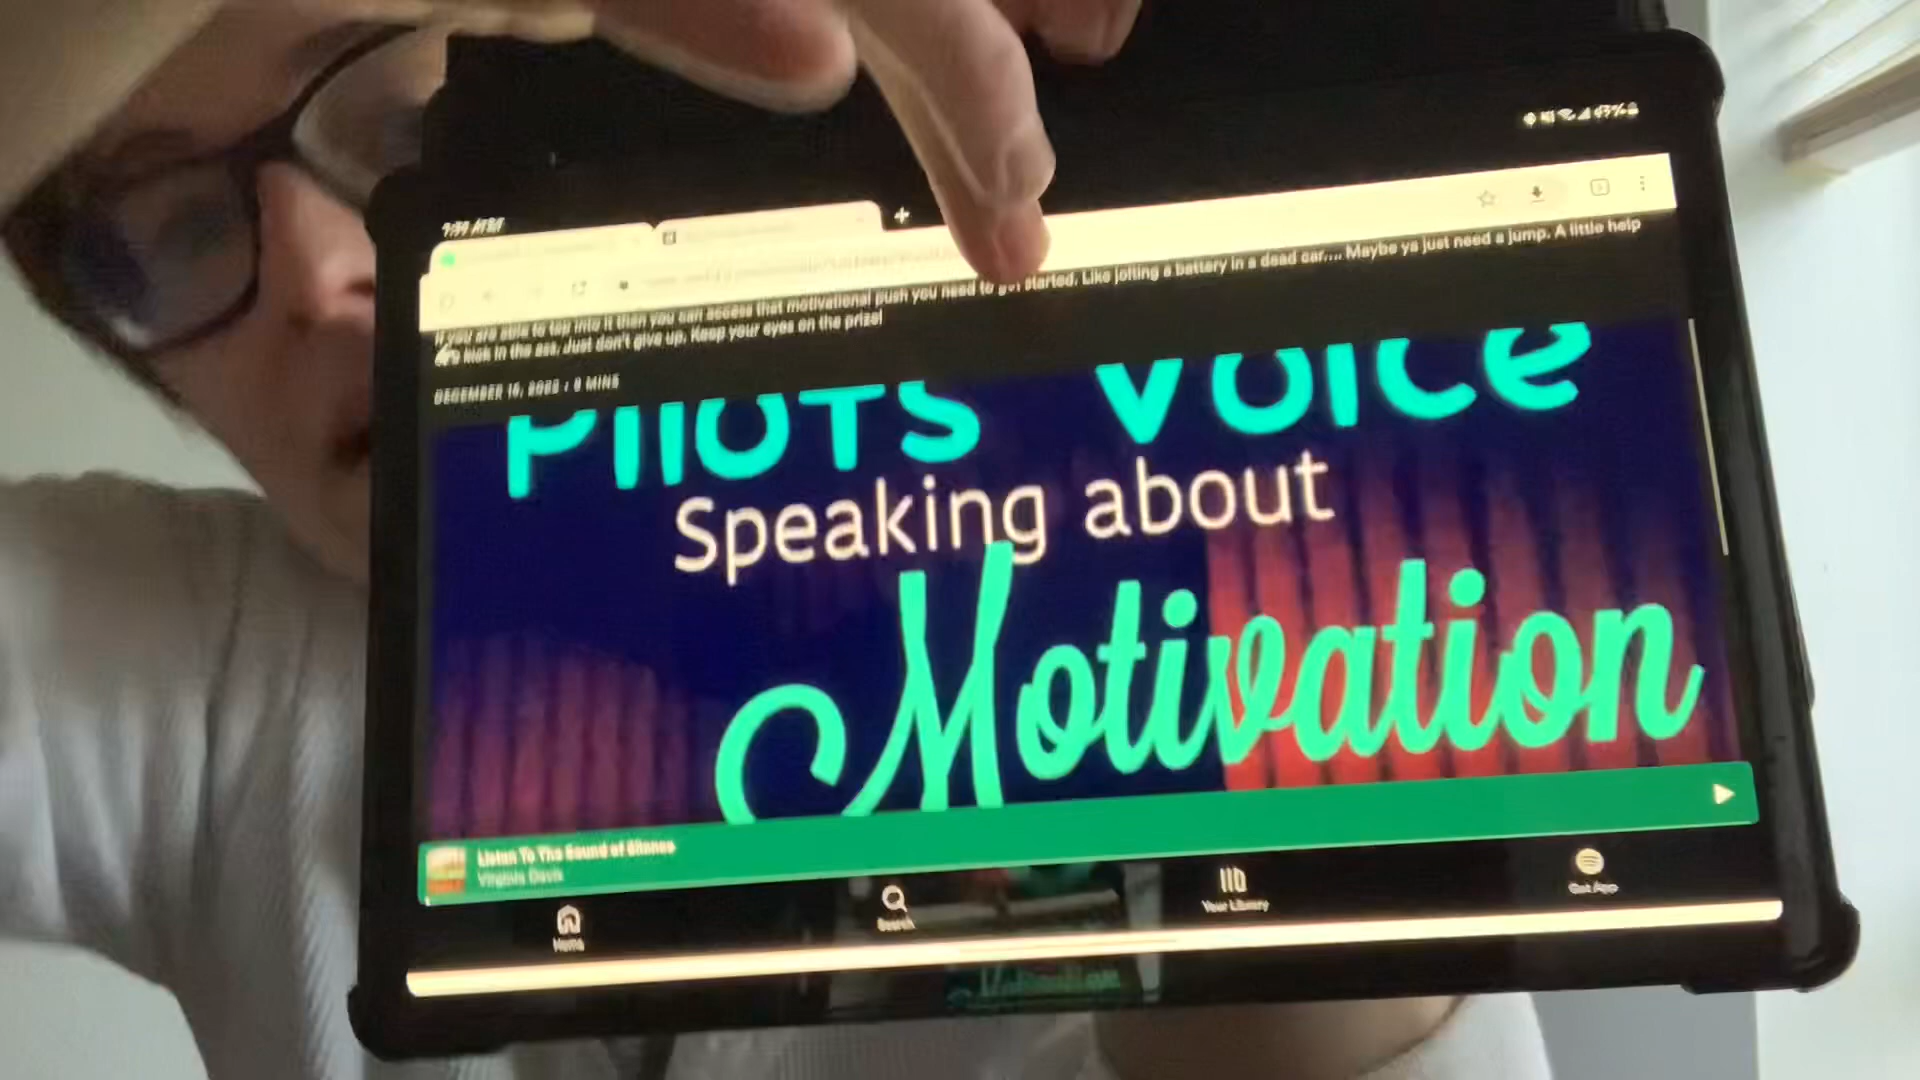 If you are able to tap into it then you can access that motivational push you need to get started. Like jolting a battery in a dead car.... Maybe ya just need a jump. A little help
kick in the ass. Just don't give up. Keep your eyes on the prize!
DECEMBER 16, 2022 • 9 MINS
Pilots Voice
Speaking about
Motivation
Listen To The Sound of Silence
Virginia Davis
Home
Search
Your Library
Get App